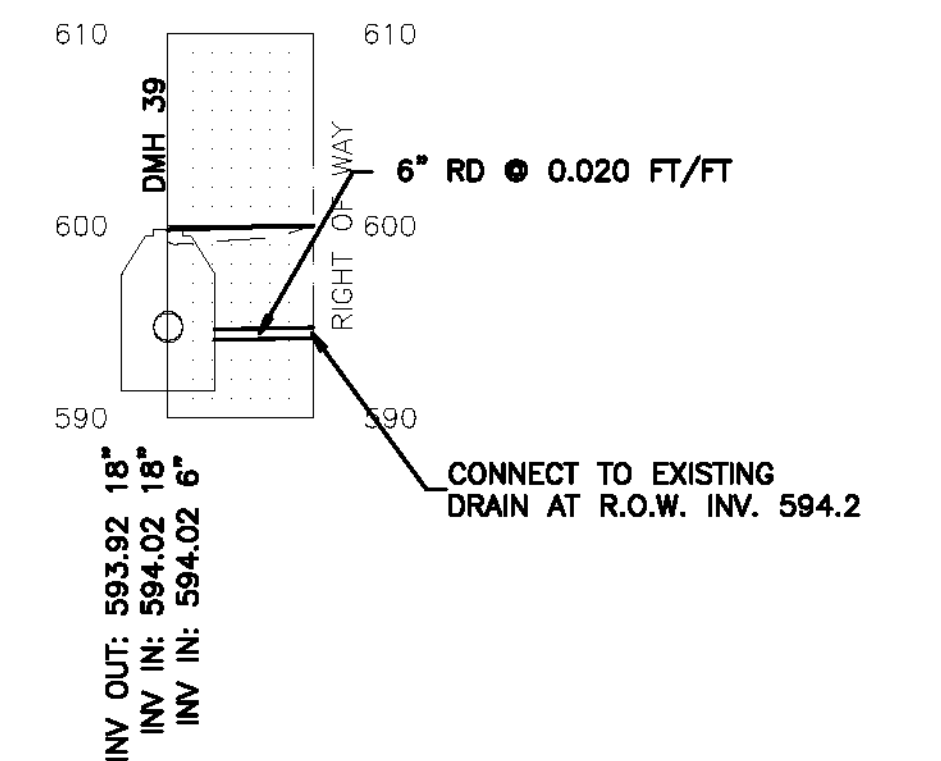 610
610
DMH 39
RIGHT OF WAY
6" RD @ 0.020 FT/FT
600
600
590
590
CONNECT TO EXISTING
DRAIN AT R.O.W. INV. 594.2
INV OUT: 593.92 18"
INV IN: 594.02 18"
INV IN: 594.02 6"